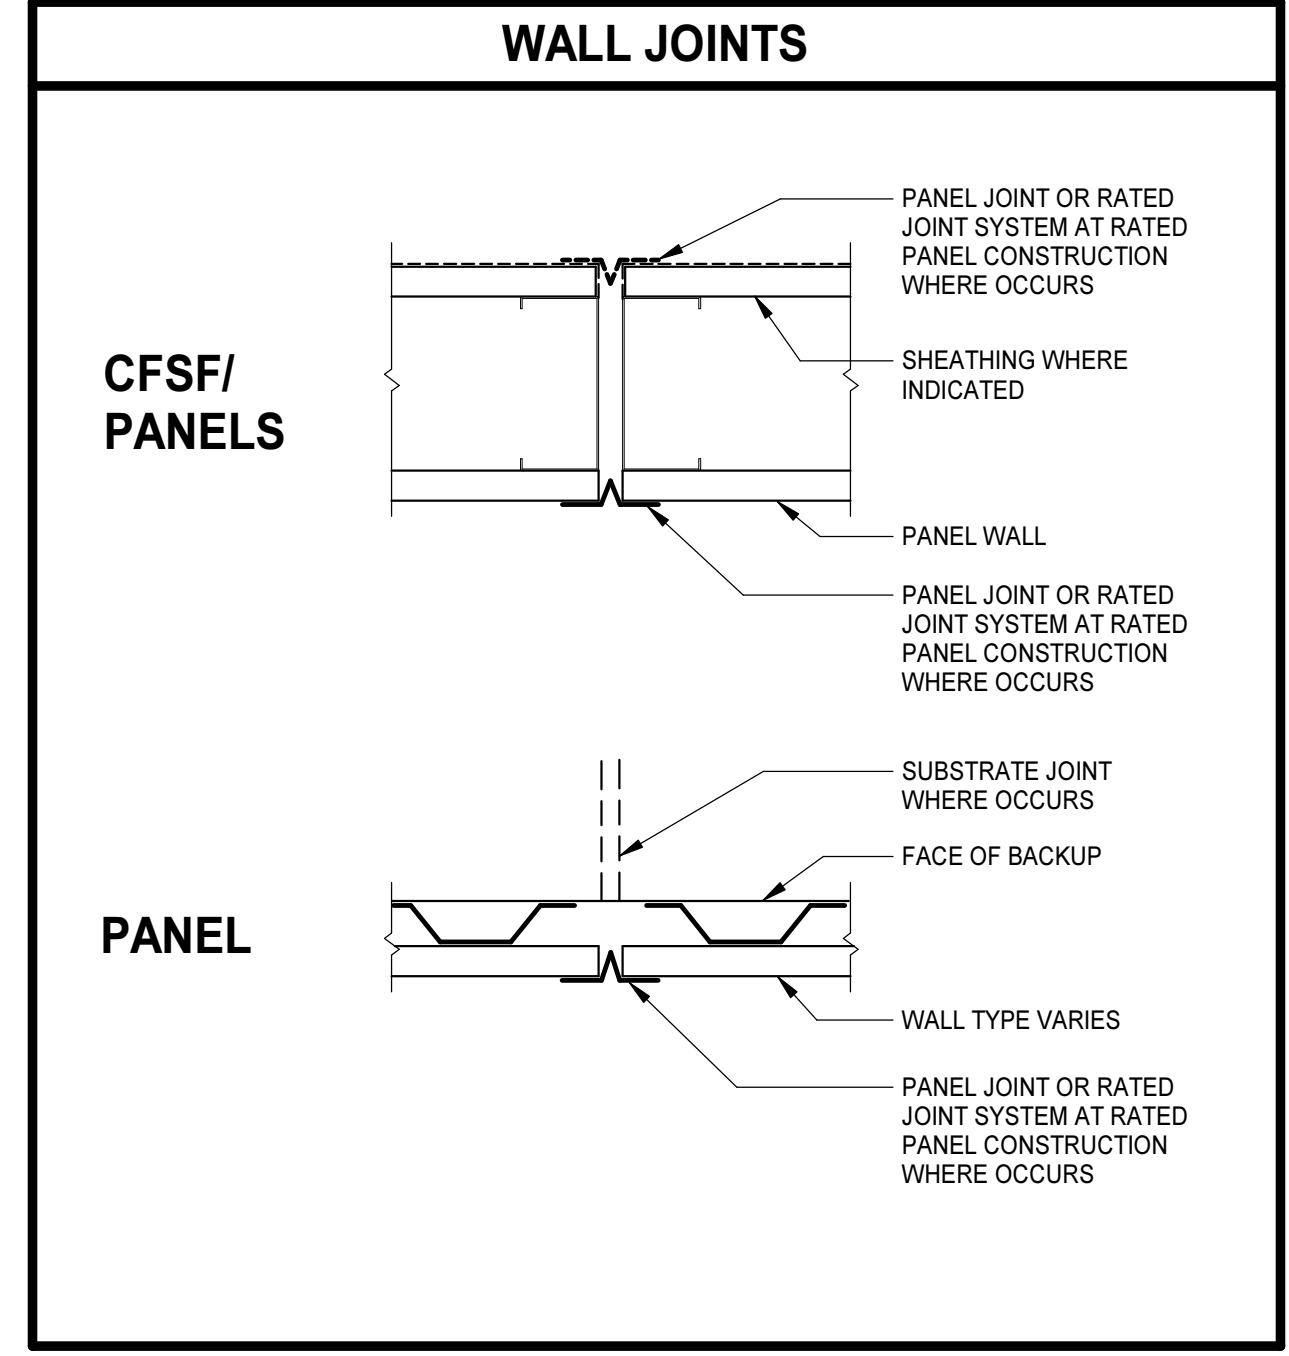 WALL JOINTS
CFSF/
PANELS
PANEL JOINT OR RATED
JOINT SYSTEM AT RATED
PANEL CONSTRUCTION
WHERE OCCURS
SHEATHING WHERE
INDICATED
PANEL WALL
PANEL JOINT OR RATED
JOINT SYSTEM AT RATED
PANEL CONSTRUCTION
WHERE OCCURS
PANEL
SUBSTRATE JOINT
WHERE OCCURS
FACE OF BACKUP
WALL TYPE VARIES
PANEL JOINT OR RATED
JOINT SYSTEM AT RATED
PANEL CONSTRUCTION
WHERE OCCURS